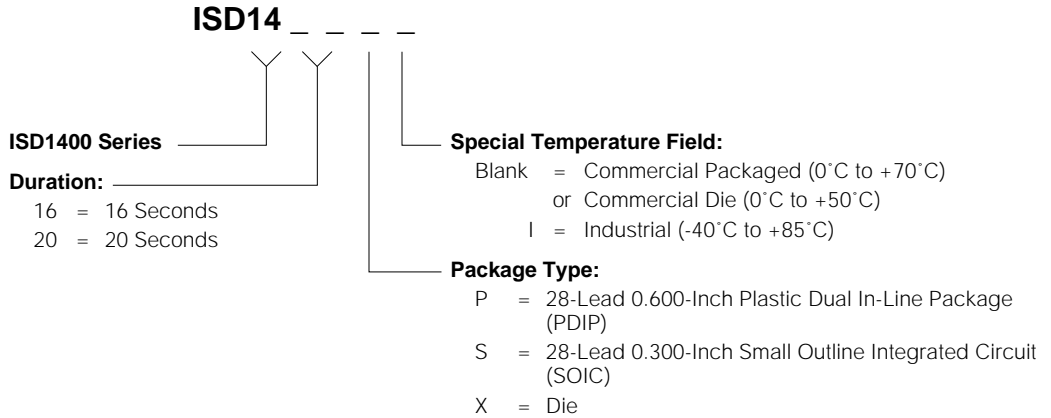 ISD14 _ _ _ _
ISD1400 Series
Duration:
16 = 16 Seconds
20 = 20 Seconds
Special Temperature Field:
Blank = Commercial Packaged (0˚C to +70˚C)
or Commercial Die (0˚C to +50˚C)
I = Industrial (-40˚C to +85˚C)
Package Type:
P = 28-Lead 0.600-Inch Plastic Dual In-Line Package
(PDIP)
S = 28-Lead 0.300-Inch Small Outline Integrated Circuit
(SOIC)
X = Die